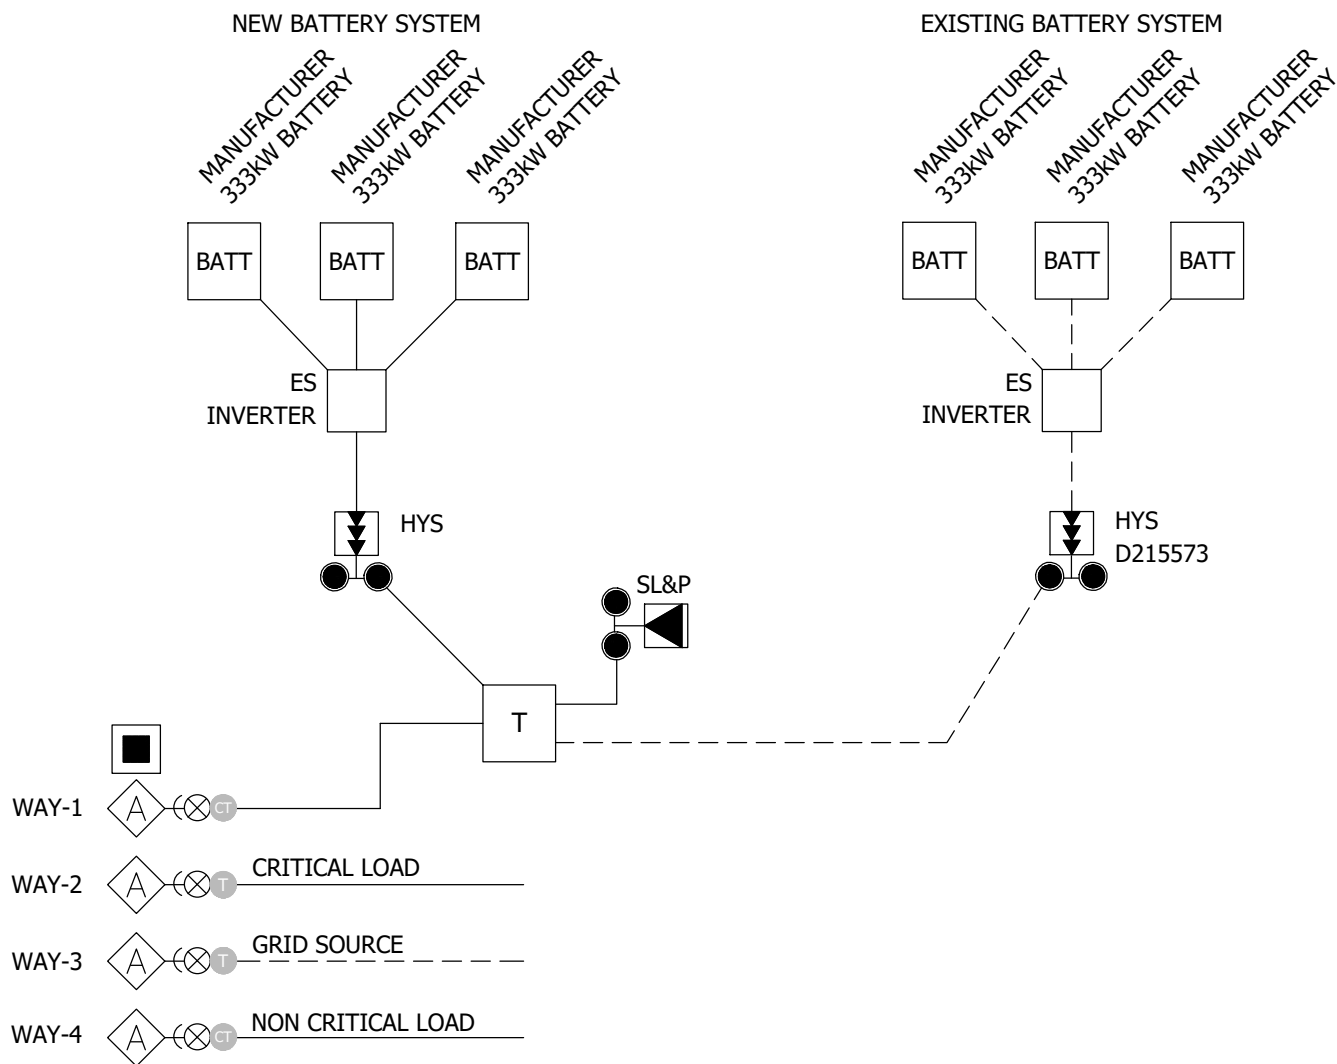 NEW BATTERY SYSTEM
EXISTING BATTERY SYSTEM
MANUFACTURER
333kW BATTERY
MANUFACTURER
333kW BATTERY
MANUFACTURER
333kW BATTERY
MANUFACTURER
333kW BATTERY
MANUFACTURER
333kW BATTERY
MANUFACTURER
333kW BATTERY
BATT
BATT
BATT
BATT
BATT
BATT
ES
INVERTER
ES
INVERTER
HYS
HYS
D215573
SL&P
T
WAY-1
A
CT
WAY-2
A
T
CRITICAL LOAD
WAY-3
A
T
GRID SOURCE
WAY-4
A
CT
NON CRITICAL LOAD